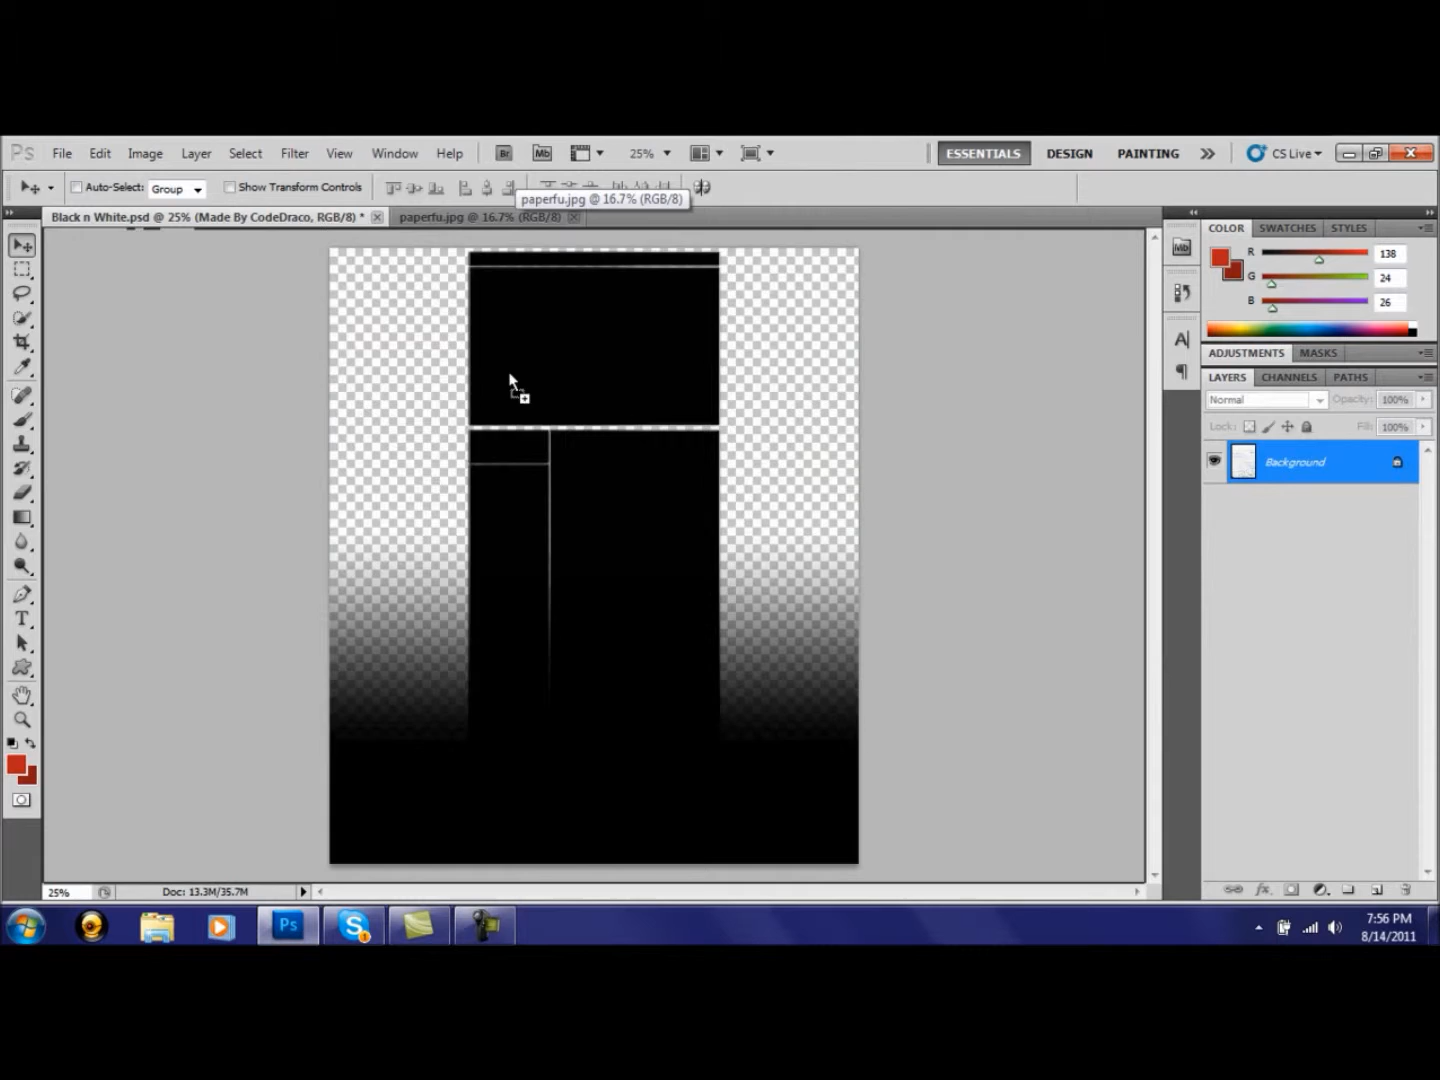 Ps File Edit Image Layer Select Filter View Window Help Br Mb 25% ESSENTIALS DESIGN PAINTING CS Live
Auto-Select: Group Show Transform Controls
paperfu.jpg @ 16.7% (RGB/8)
Black n White.psd @ 25% (Made By CodeDraco, RGB/8) * paperfu.jpg @ 16.7% (RGB/8)
COLOR SWATCHES STYLES
R 138
G 24
B 26
ADJUSTMENTS MASKS
LAYERS CHANNELS PATHS
Normal Opacity: 100%
Lock: Fill: 100%
Background
25% Doc: 13.3M/35.7M
Ps
7:56 PM
8/14/2011